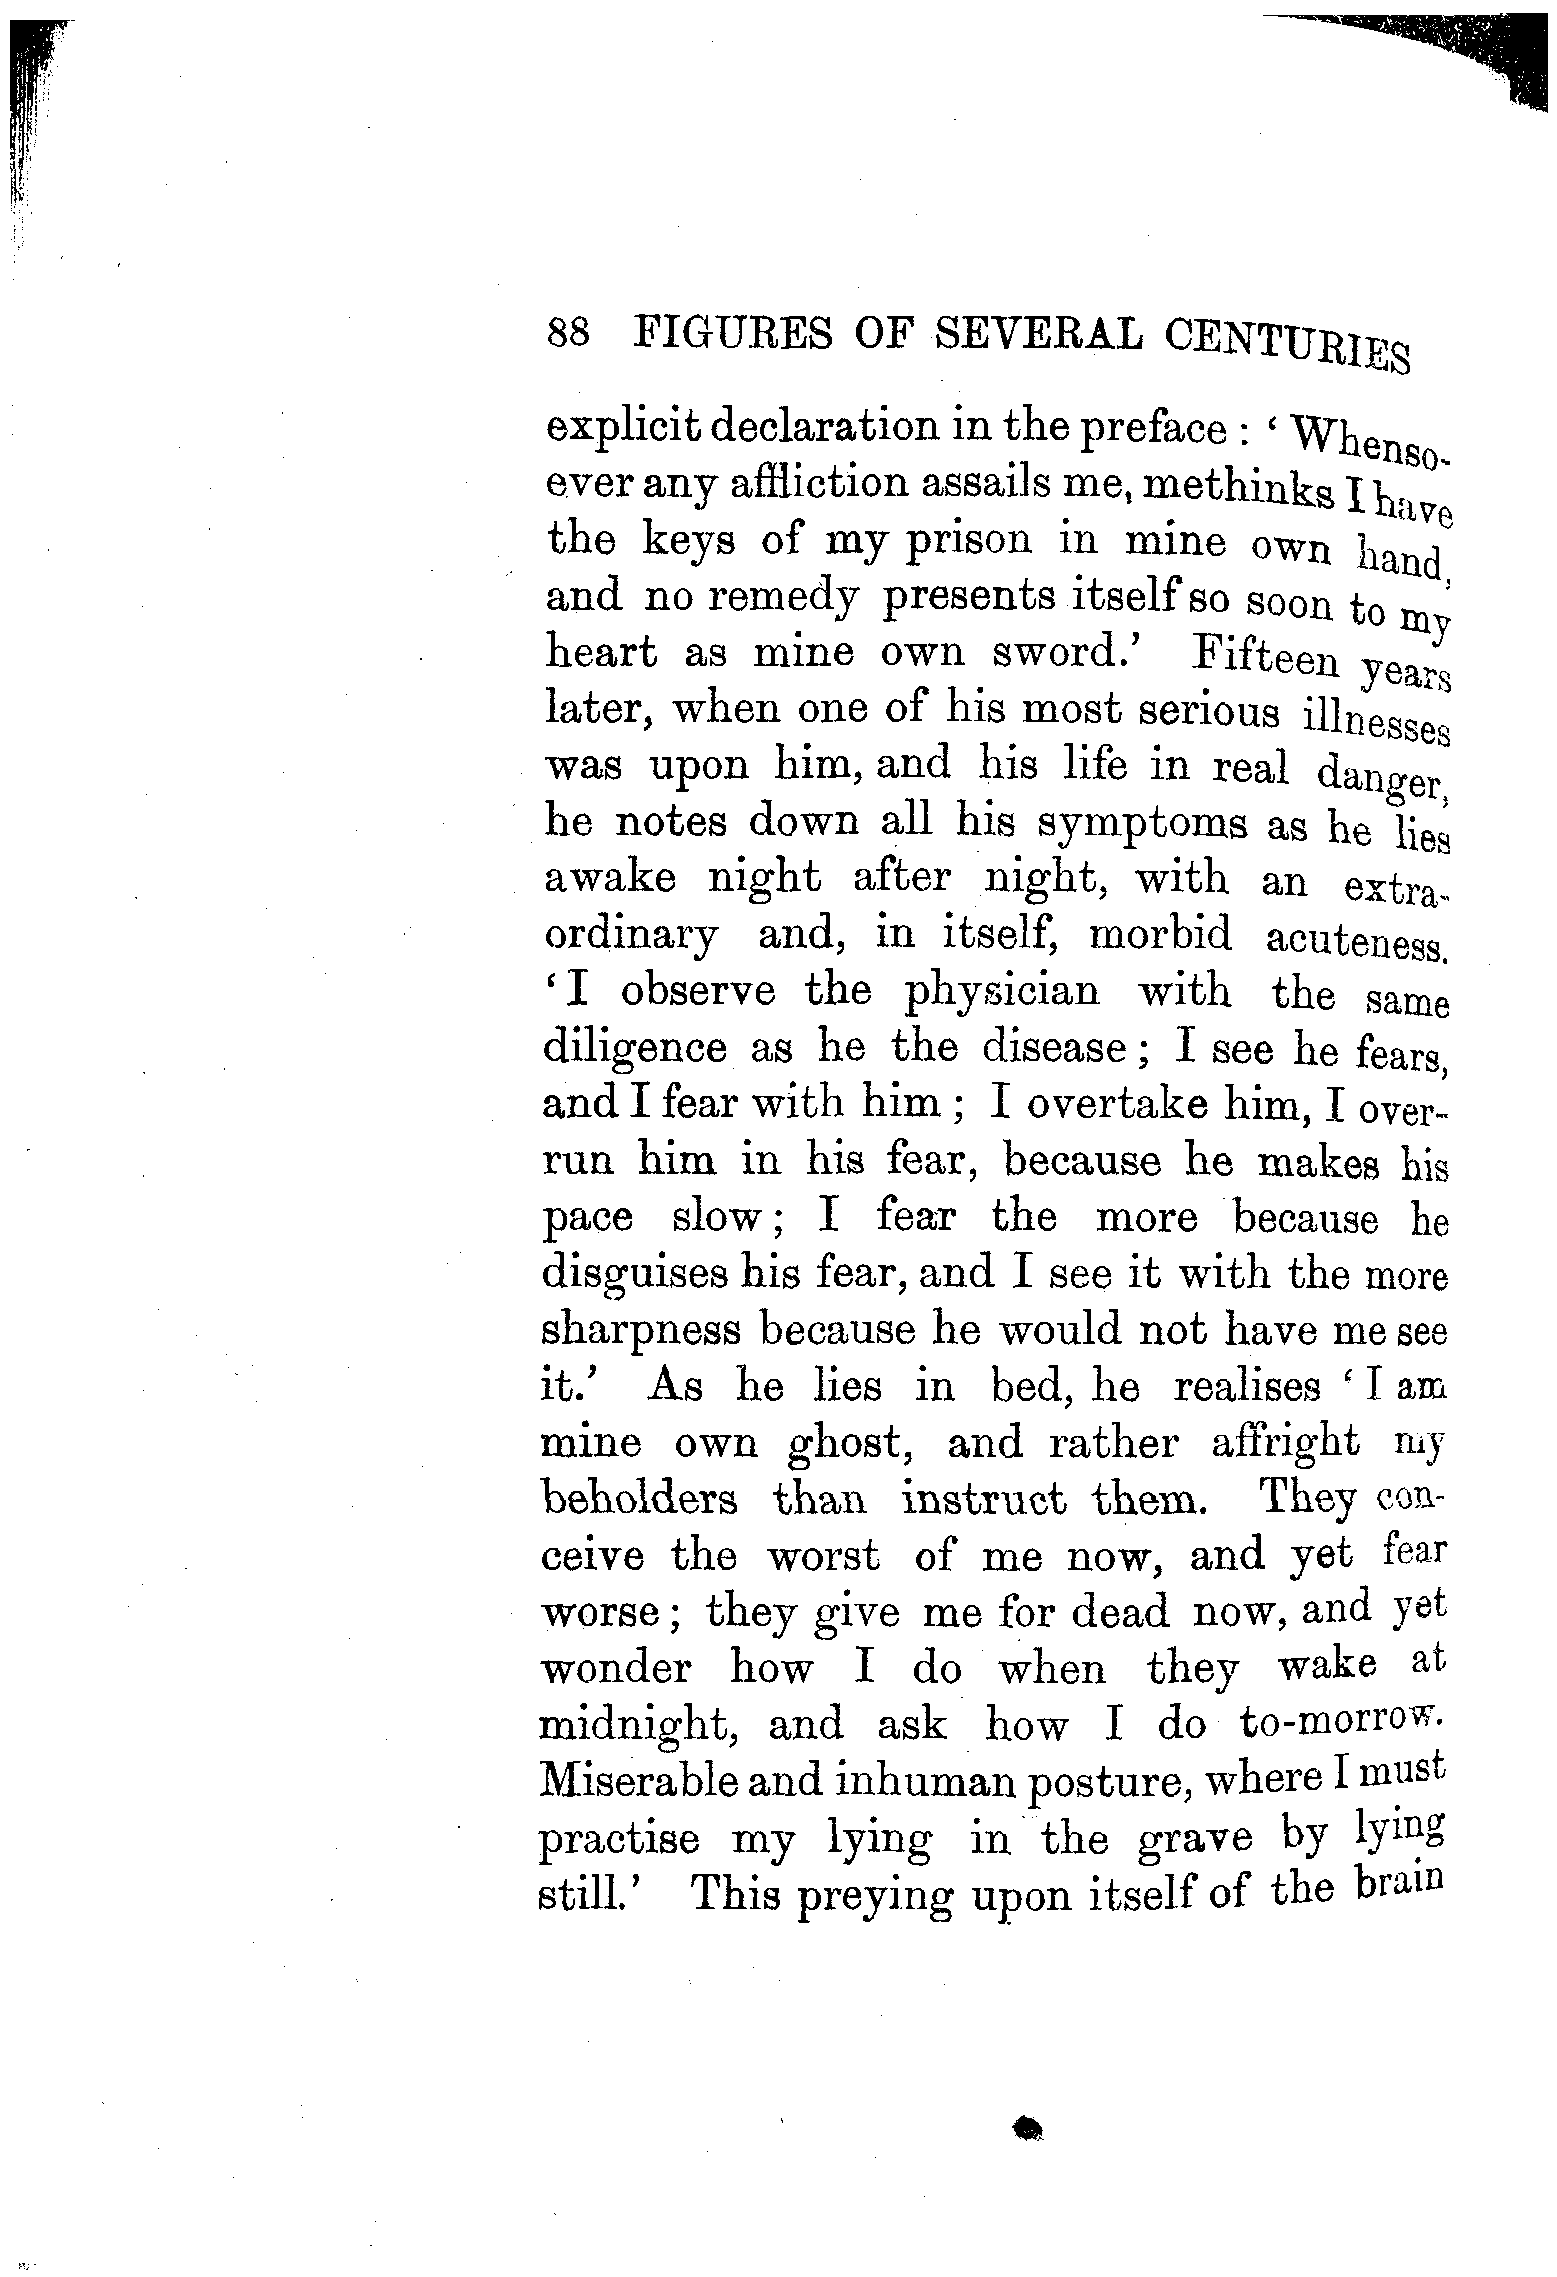 88 FIGURES OF SEVERAL CENTURIES
explicit declaration in the preface : ‘ Whenso-
ever any affliction assails me, methinks I have
the keys of my prison in mine own hand,
and no remedy presents itself so soon to my
heart as mine own sword.’ Fifteen years
later, when one of his most serious illnesses
was upon him, and his life in real danger,
he notes down all his symptoms as he lies
awake night after night, with an extra-
ordinary and, in itself, morbid acuteness.
‘ I observe the physician with the same
diligence as he the disease ; I see he fears,
and I fear with him ; I overtake him, I over-
run him in his fear, because he makes his
pace slow ; I fear the more because he
disguises his fear, and I see it with the more
sharpness because he would not have me see
it.’ As he lies in bed, he realises ‘ I am
mine own ghost, and rather affright my
beholders than instruct them. They con-
ceive the worst of me now, and yet fear
worse ; they give me for dead now, and yet
wonder how I do when they wake at
midnight, and ask how I do to-morrow.
Miserable and inhuman posture, where I must
practise my lying in the grave by lying
still.’ This preying upon itself of the brain